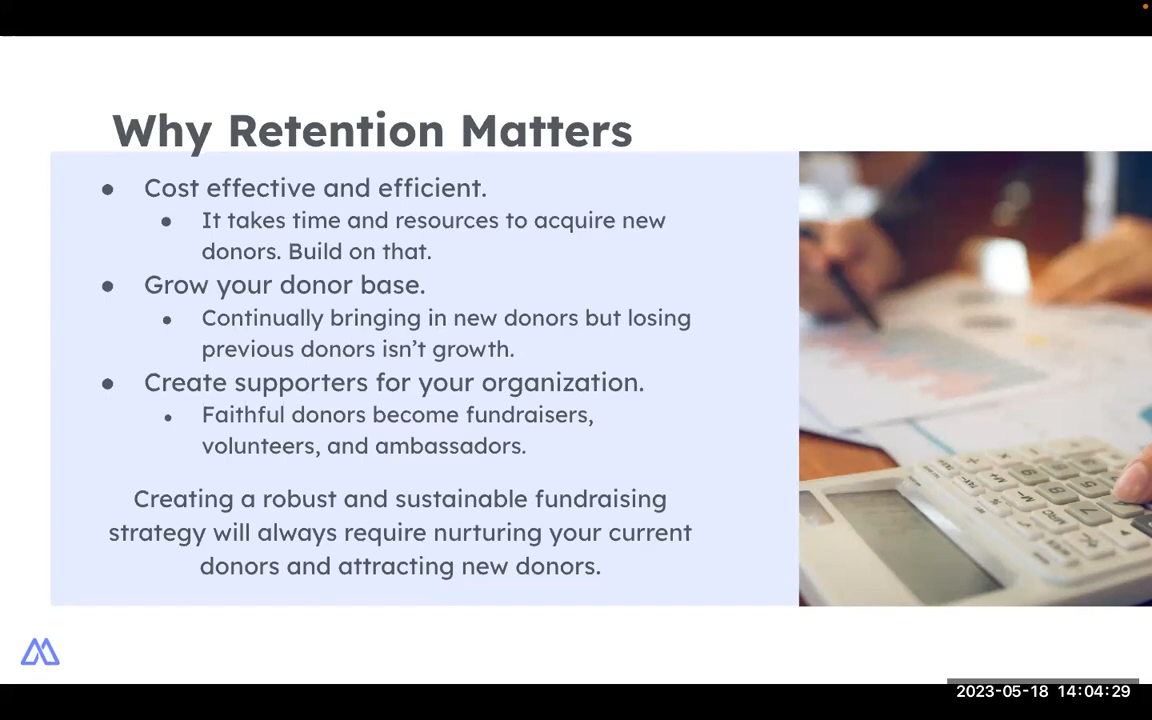 Why Retention Matters
● Cost effective and efficient.
● It takes time and resources to acquire new
donors. Build on that.
● Grow your donor base.
● Continually bringing in new donors but losing
previous donors isn’t growth.
● Create supporters for your organization.
● Faithful donors become fundraisers,
volunteers, and ambassadors.
Creating a robust and sustainable fundraising
strategy will always require nurturing your current
donors and attracting new donors.
2023-05-18 14:04:29